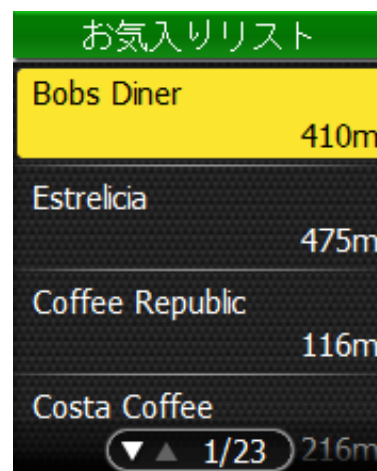 お気入りリスト
Bobs Diner
410m
Estrelicia
475m
Coffee Republic
116m
Costa Coffee
▼ ▲ 1/23
216m